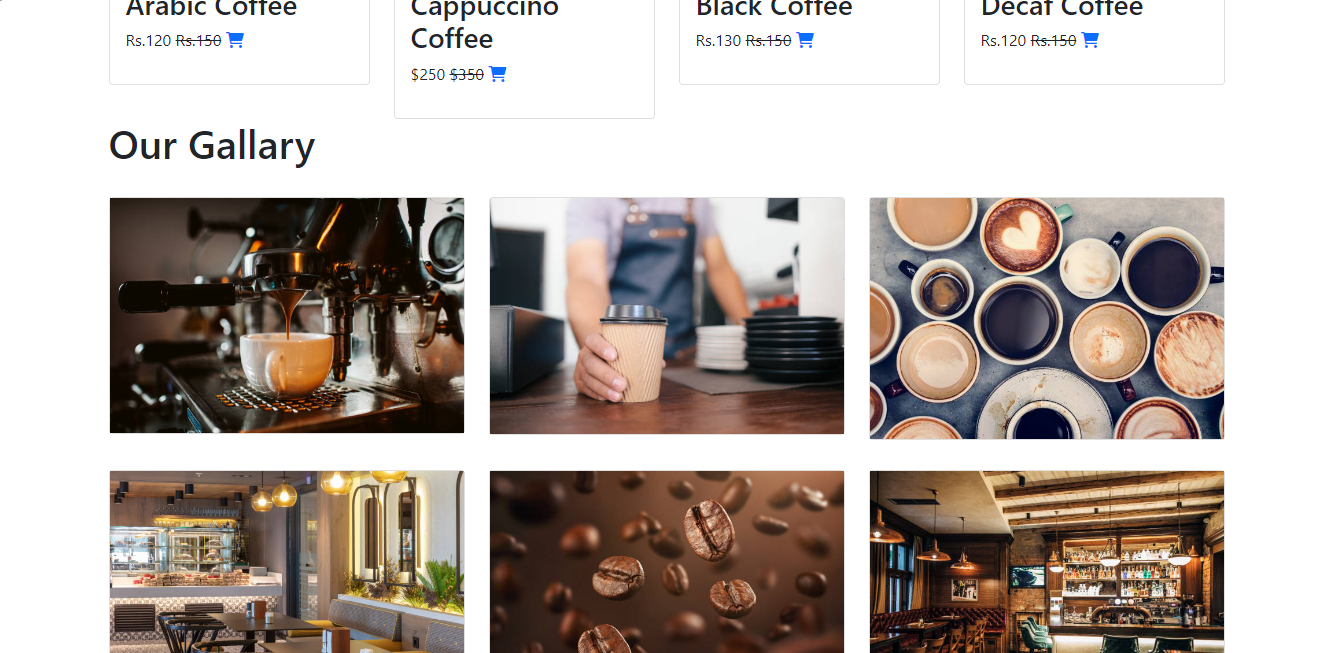 Arabic Coffee
Rs.120 Rs.150
Cappuccino
Coffee
$250 $350
Black Coffee
Rs.130 Rs.150
Decaf Coffee
Rs.120 Rs.150
Our Gallary